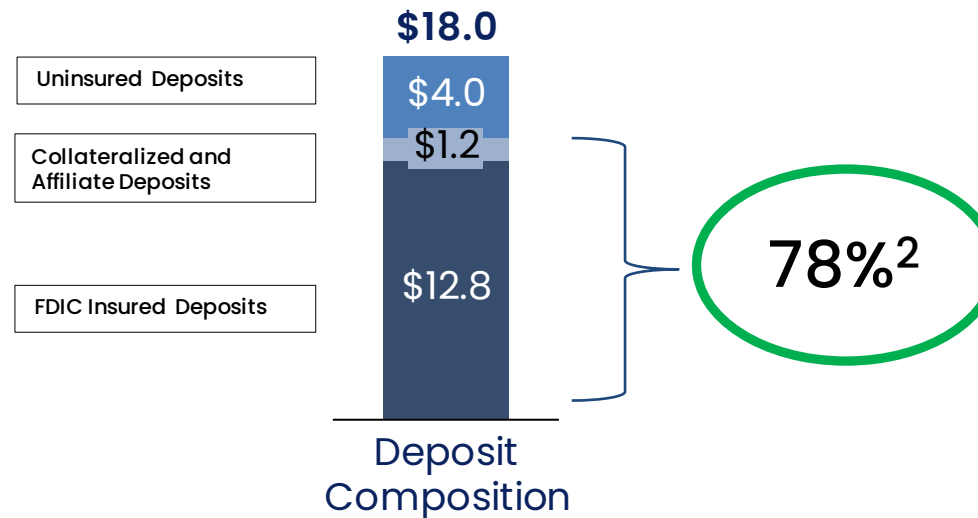 $18.0
Uninsured Deposits
$4.0
Collateralized and
Affiliate Deposits
$1.2
FDIC Insured Deposits
$12.8
78%²
Deposit
Composition